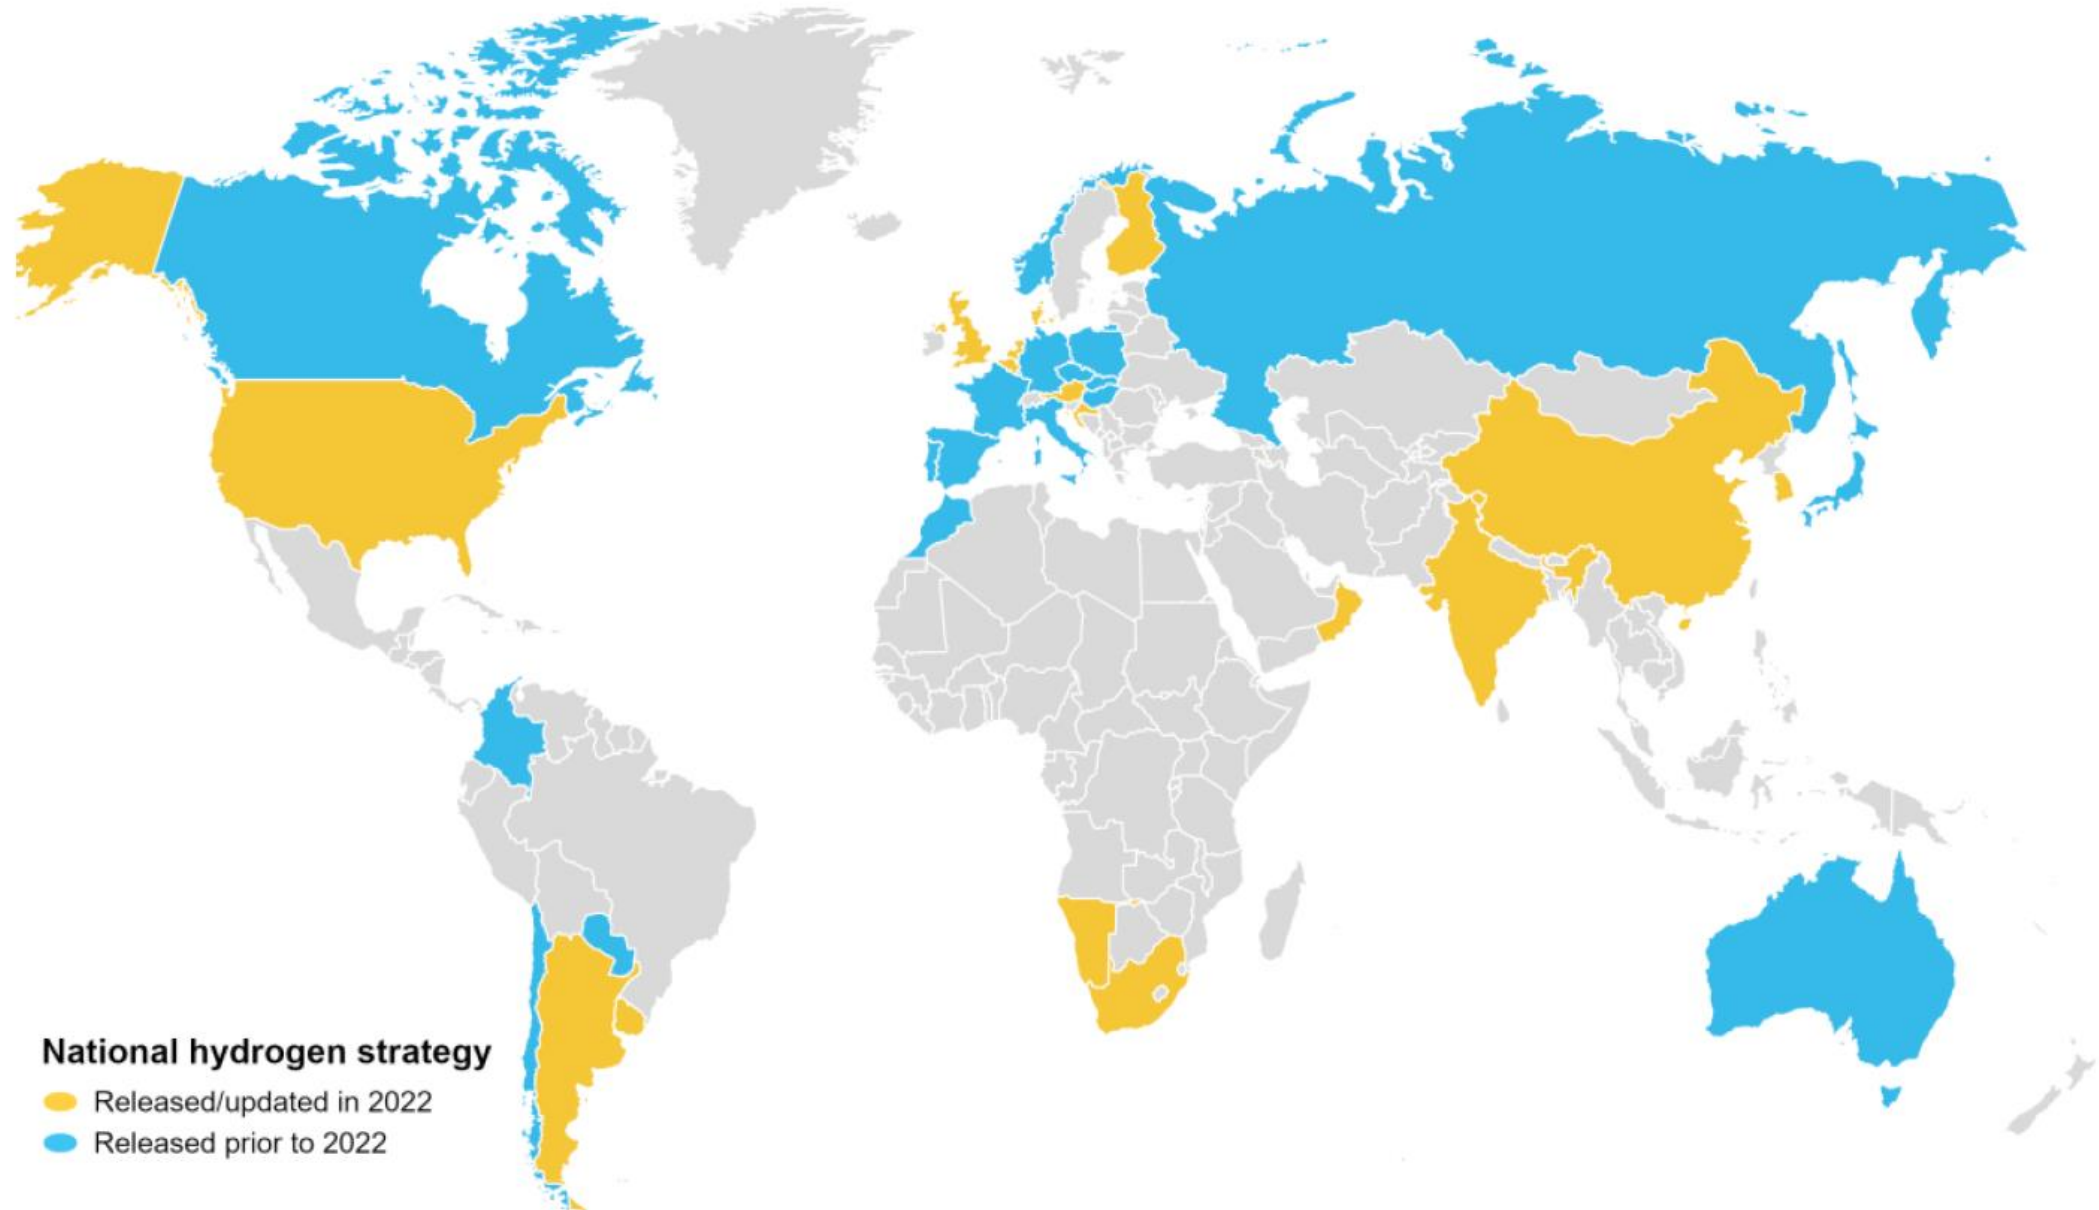 National hydrogen strategy
Released/updated in 2022
Released prior to 2022